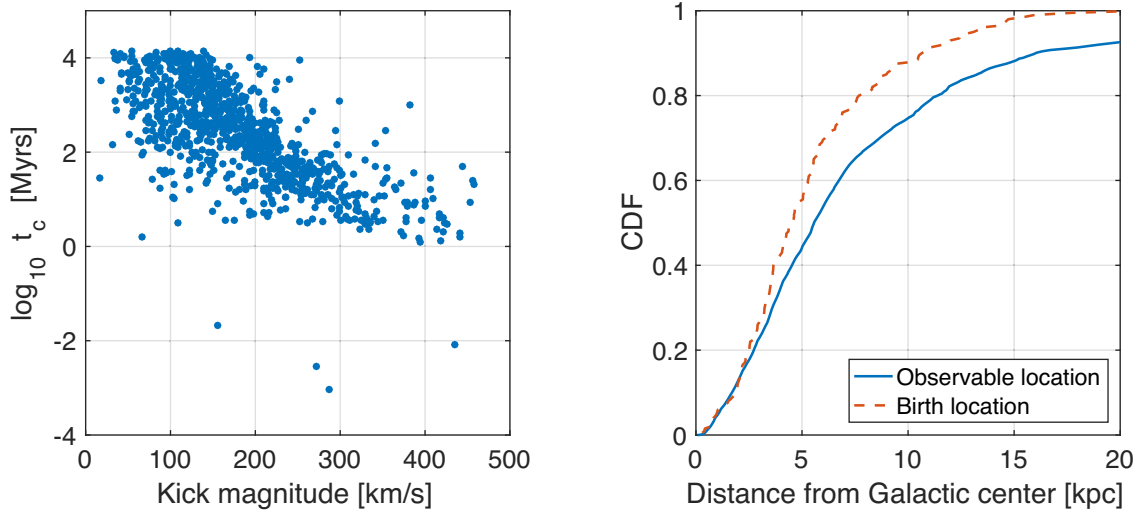 log10 t_c [Myrs]
4
2
0
-2
-4
0 100 200 300 400 500
Kick magnitude [km/s]
CDF
1
0.8
0.6
0.4
0.2
0
0 5 10 15 20
Distance from Galactic center [kpc]
Observable location
Birth location